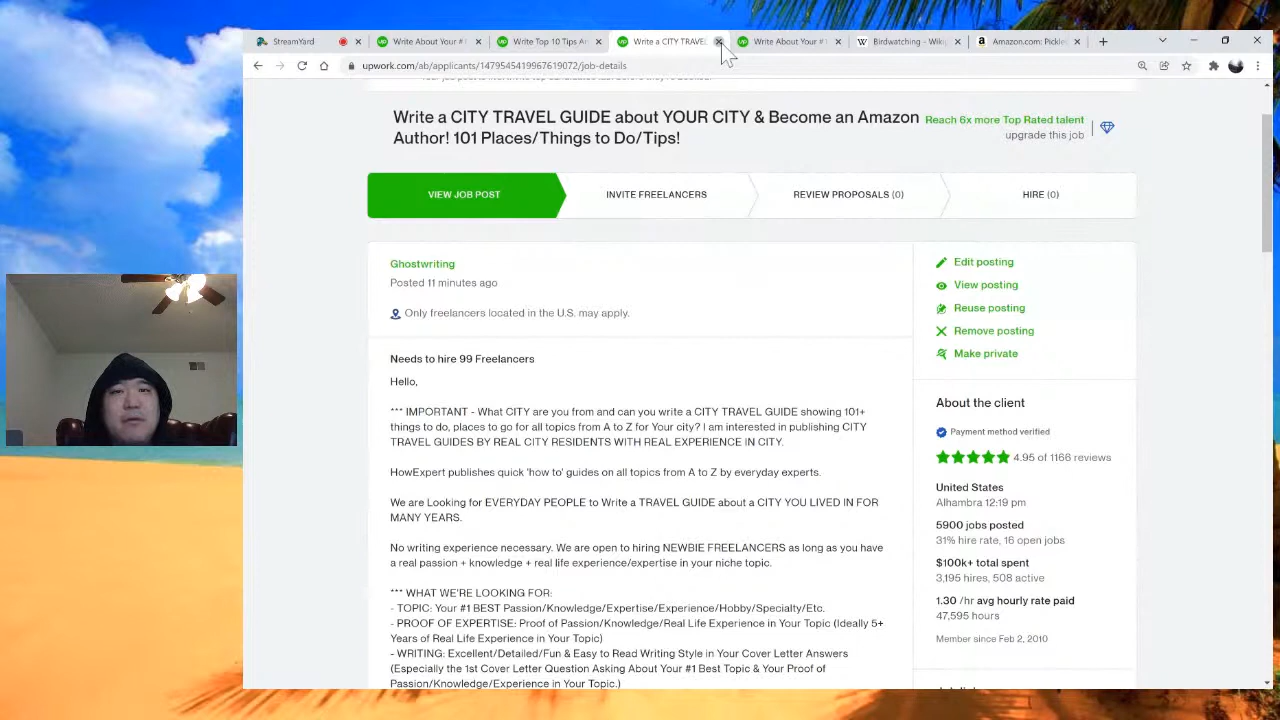 StreamYard
Write About Your #1
Write Top 10 Tips Ar
Write a CITY TRAVEL
Write About Your #1
Birdwatching - Wiki
Amazon.com: Pickle
upwork.com/ab/applicants/1479545419967619072/job-details
Write a CITY TRAVEL GUIDE about YOUR CITY & Become an Amazon
Author! 101 Places/Things to Do/Tips!
Reach 6x more Top Rated talent
upgrade this job
VIEW JOB POST
INVITE FREELANCERS
REVIEW PROPOSALS (0)
HIRE (0)
Ghostwriting
Posted 11 minutes ago
Only freelancers located in the U.S. may apply.
Needs to hire 99 Freelancers
Hello,
*** IMPORTANT - What CITY are you from and can you write a CITY TRAVEL GUIDE showing 101+
things to do, places to go for all topics from A to Z for Your city? I am interested in publishing CITY
TRAVEL GUIDES BY REAL CITY RESIDENTS WITH REAL EXPERIENCE IN CITY.
HowExpert publishes quick 'how to' guides on all topics from A to Z by everyday experts.
We are Looking for EVERYDAY PEOPLE to Write a TRAVEL GUIDE about a CITY YOU LIVED IN FOR
MANY YEARS.
No writing experience necessary. We are open to hiring NEWBIE FREELANCERS as long as you have
a real passion + knowledge + real life experience/expertise in your niche topic.
*** WHAT WE'RE LOOKING FOR:
- TOPIC: Your #1 BEST Passion/Knowledge/Expertise/Experience/Hobby/Specialty/Etc.
- PROOF OF EXPERTISE: Proof of Passion/Knowledge/Real Life Experience in Your Topic (Ideally 5+
Years of Real Life Experience in Your Topic)
- WRITING: Excellent/Detailed/Fun & Easy to Read Writing Style in Your Cover Letter Answers
(Especially the 1st Cover Letter Question Asking About Your #1 Best Topic & Your Proof of
Passion/Knowledge/Experience in Your Topic.)
Edit posting
View posting
Reuse posting
Remove posting
Make private
About the client
Payment method verified
4.95 of 1166 reviews
United States
Alhambra 12:19 pm
5900 jobs posted
31% hire rate, 16 open jobs
$100k+ total spent
3,195 hires, 508 active
1.30 /hr avg hourly rate paid
47,595 hours
Member since Feb 2, 2010